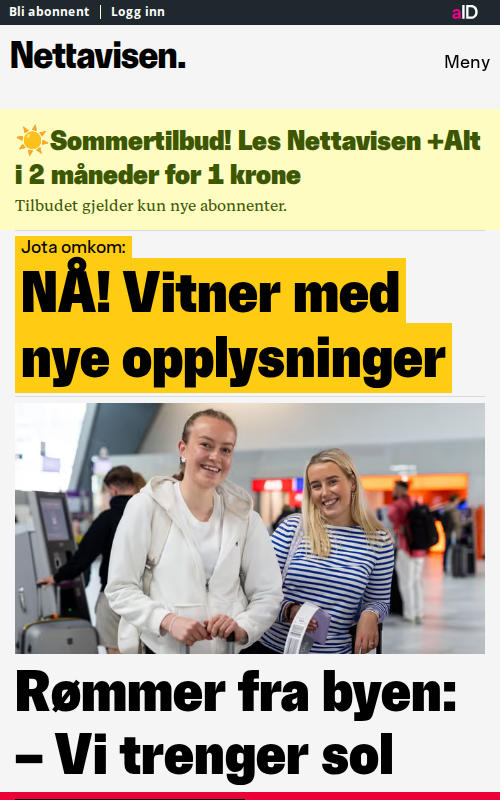 Bli abonnent
Logg inn
aID
Nettavisen.
Meny
☀️Sommertilbud! Les Nettavisen +Alt
i 2 måneder for 1 krone
Tilbudet gjelder kun nye abonnenter.
Jota omkom:
NÅ! Vitner med
nye opplysninger
Rømmer fra byen:
– Vi trenger sol